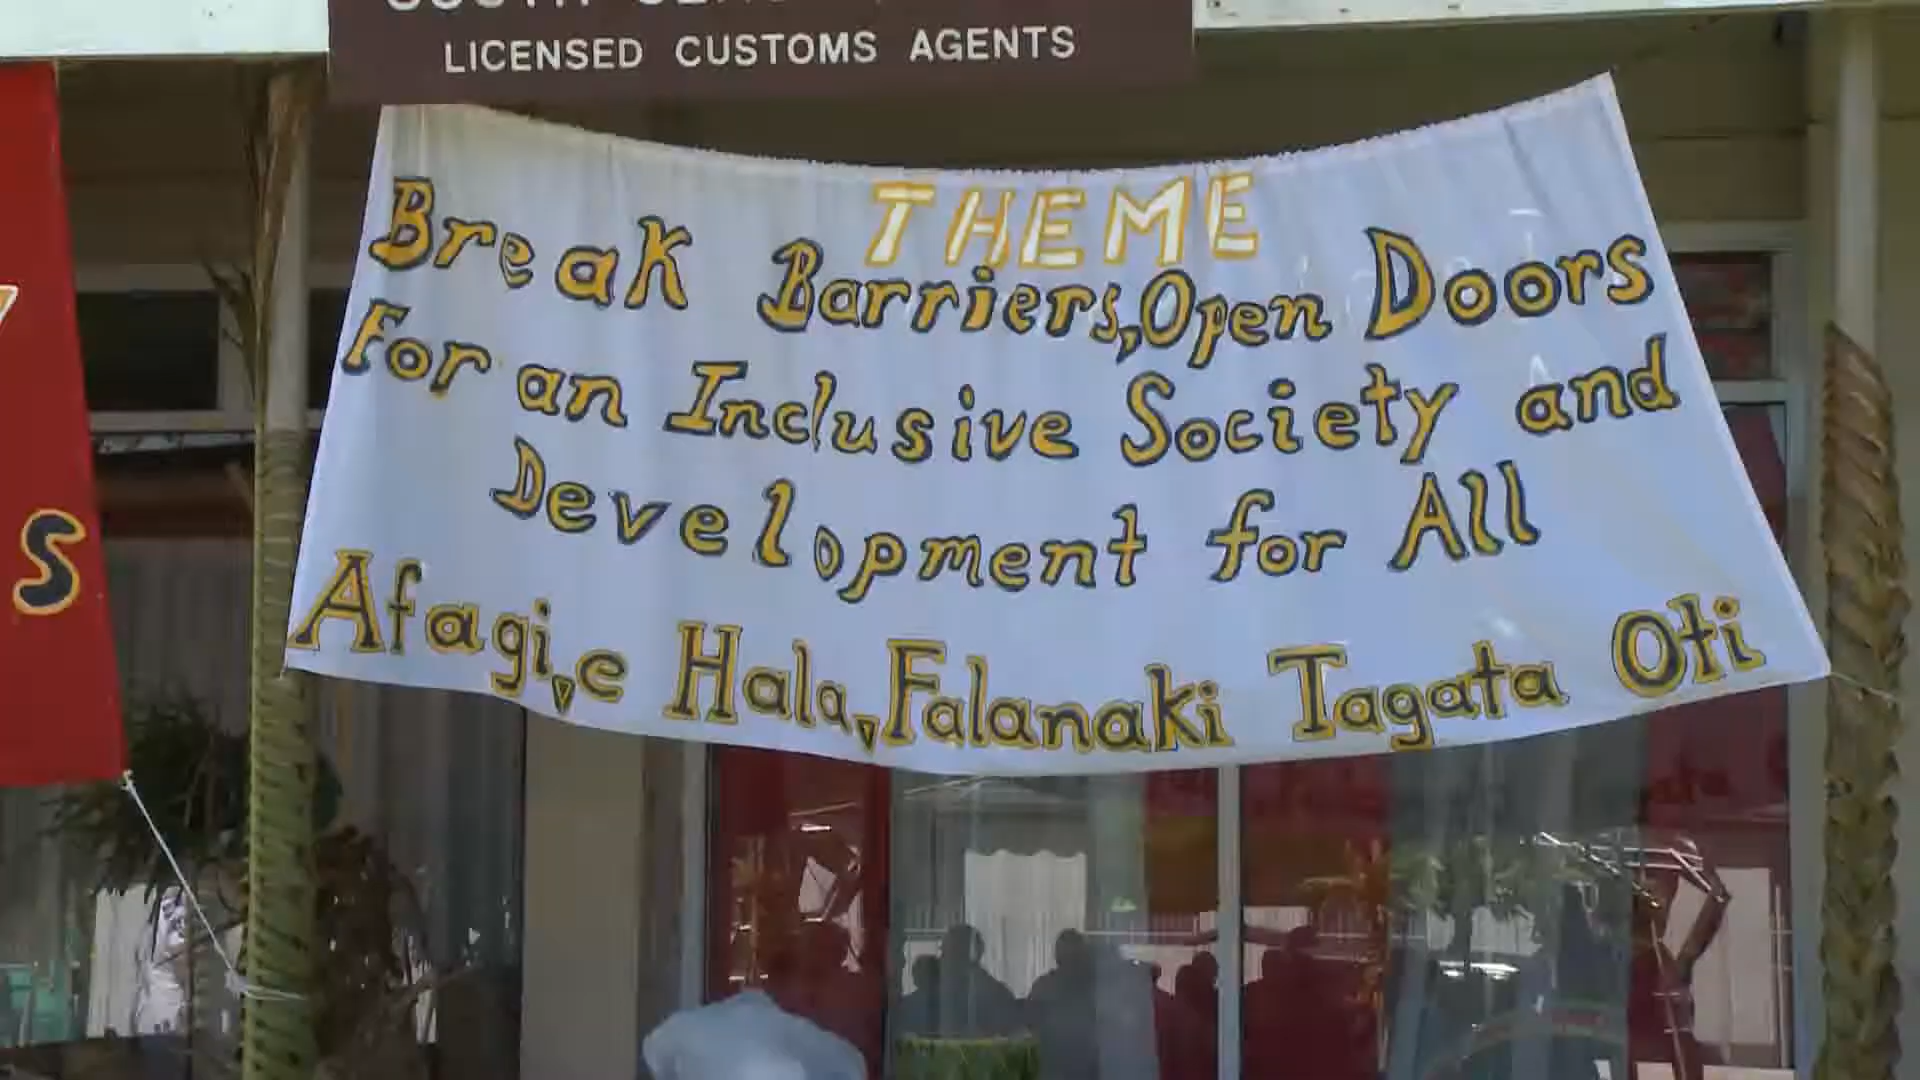 LICENSED CUSTOMS AGENTS
THEME
Break Barriers, Open Doors
For an Inclusive Society and
Development for All
Afagi, e Hala, Falanaki Tagata Oti
S